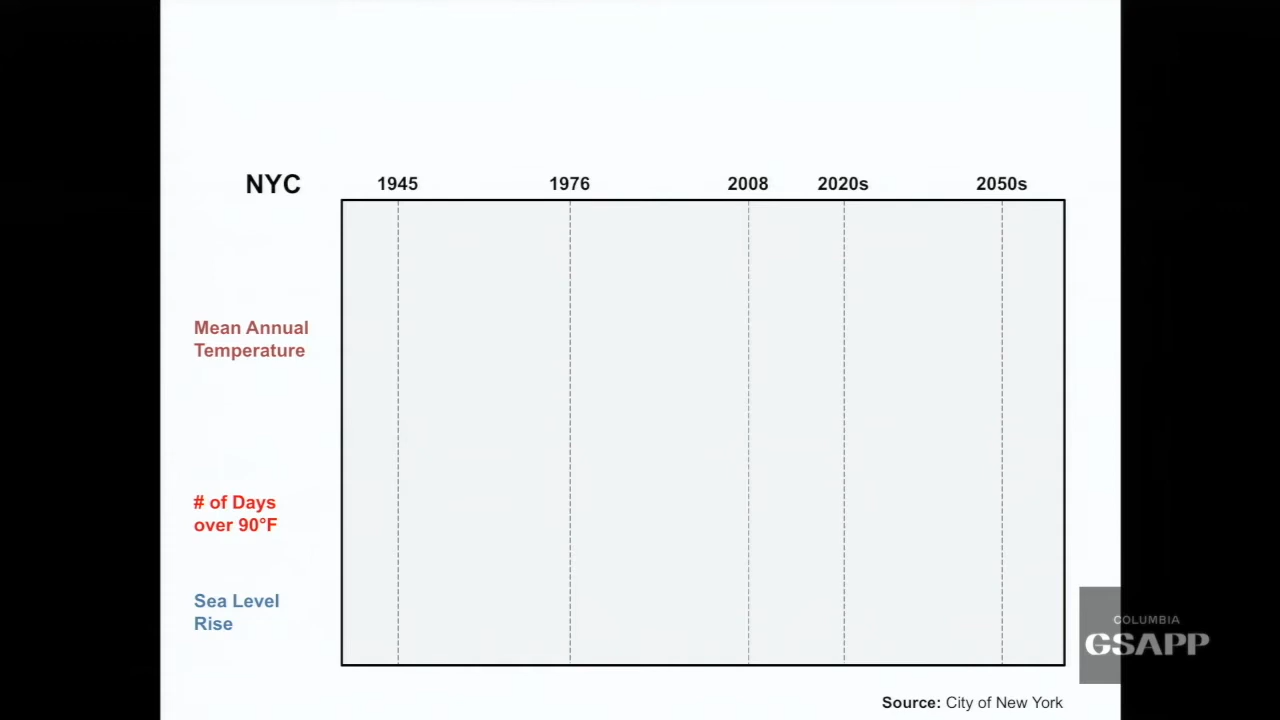 NYC 1945 1976 2008 2020s 2050s
Mean Annual
Temperature
# of Days
over 90°F
Sea Level
Rise
COLUMBIA
GSAPP
Source: City of New York